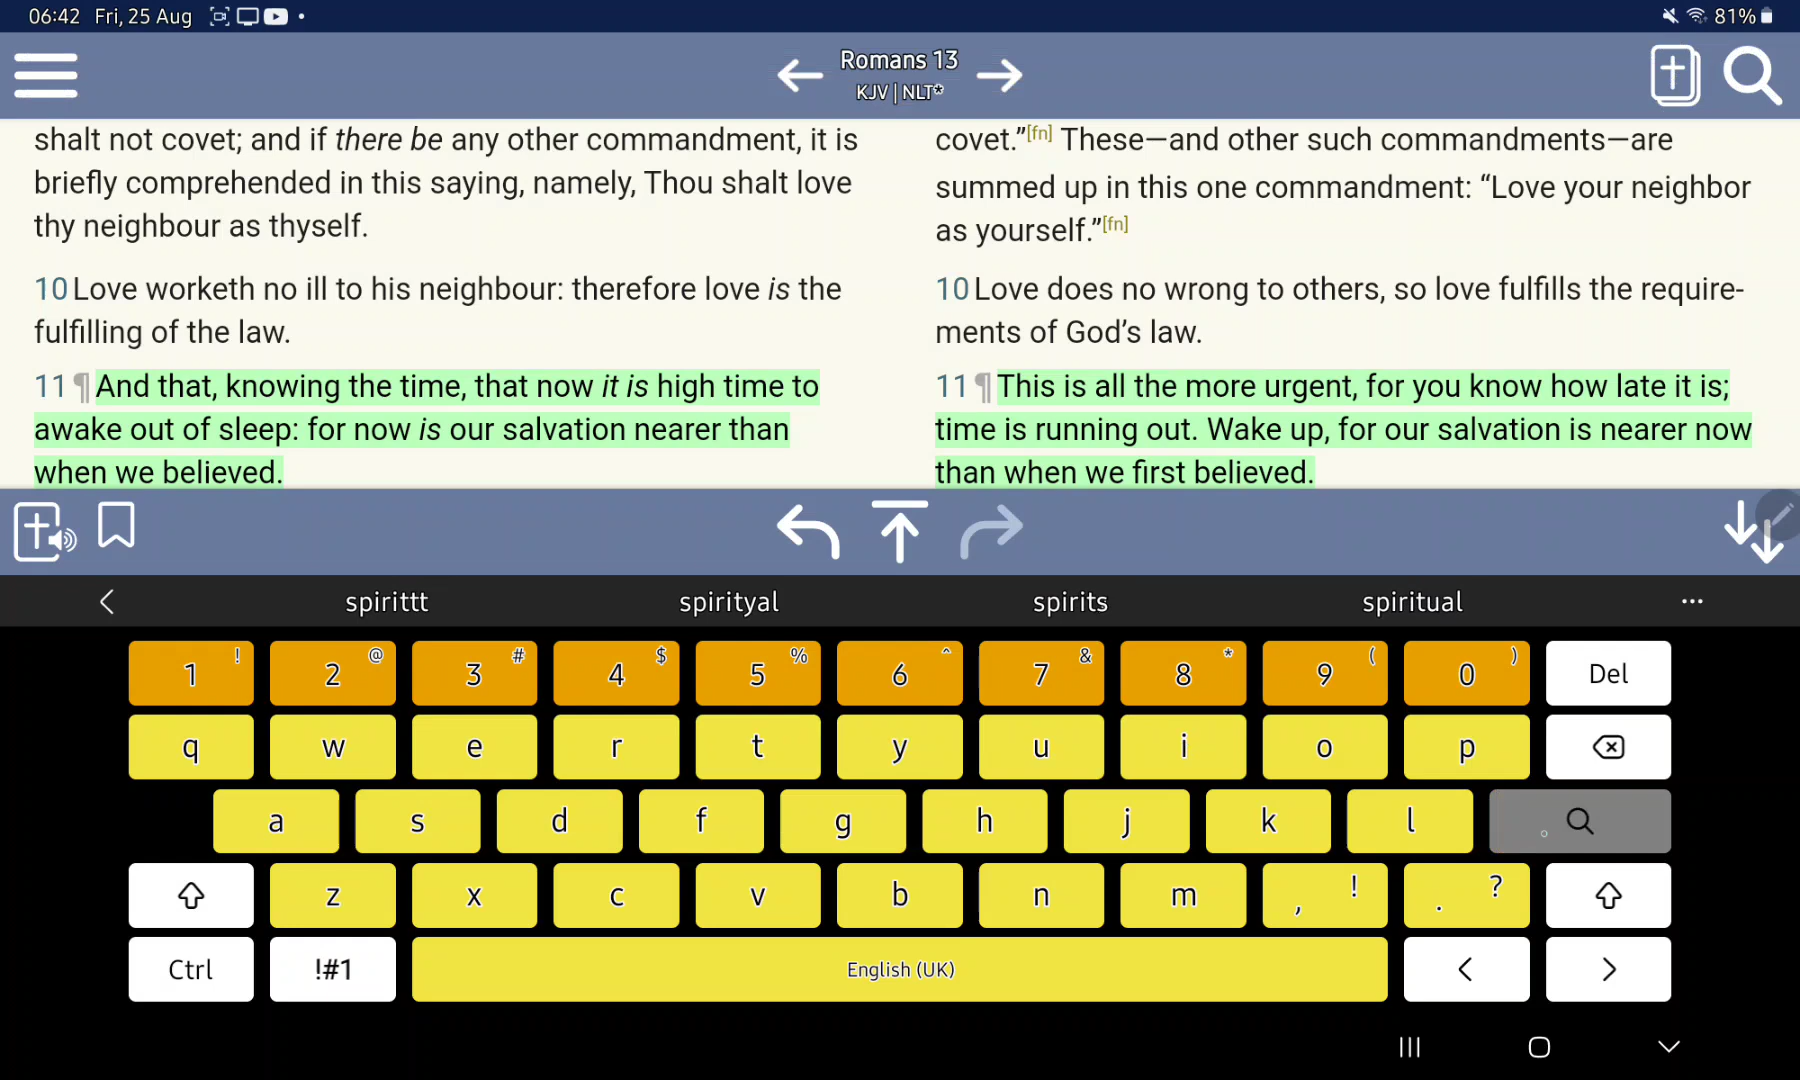 06:42 Fri, 25 Aug
81%
Romans 13
KJV | NLT*
shalt not covet; and if there be any other commandment, it is
briefly comprehended in this saying, namely, Thou shalt love
thy neighbour as thyself.
10 Love worketh no ill to his neighbour: therefore love is the
fulfilling of the law.
11 ¶ And that, knowing the time, that now it is high time to
awake out of sleep: for now is our salvation nearer than
when we believed.
covet.”[fn] These—and other such commandments—are
summed up in this one commandment: “Love your neighbor
as yourself.”[fn]
10 Love does no wrong to others, so love fulfills the require-
ments of God’s law.
11 ¶ This is all the more urgent, for you know how late it is;
time is running out. Wake up, for our salvation is nearer now
than when we first believed.
spirittt spirityal spirits spiritual ...
1 ! 2 @ 3 # 4 $ 5 % 6 ^ 7 & 8 * 9 ( 0 ) Del
q w e r t y u i o p
a s d f g h j k l
z x c v b n m , ! . ?
Ctrl !#1 English (UK) < >